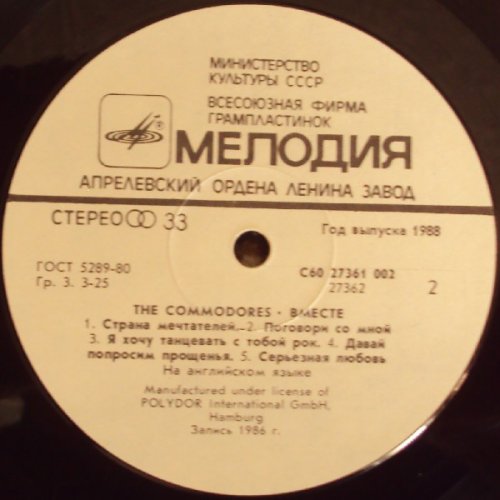 МИНИСТЕРСТВО
КУЛЬТУРЫ СССР
ВСЕСОЮЗНАЯ ФИРМА
ГРАМПЛАСТИНОК
МЕЛОДИЯ
АПРЕЛЕВСКИЙ ОРДЕНА ЛЕНИНА ЗАВОД
СТЕРЕО 33
Год выпуска 1988
ГОСТ 5289-80
Гр. 3. 3-25
С60 27361 002
27362
2
THE COMMODORES · ВМЕСТЕ
1. Страна мечтателей. 2. Поговори со мной
3. Я хочу танцевать с тобой рок. 4. Давай
попросим прощенья. 5. Серьезная любовь
На английском языке
Manufactured under license of
POLYDOR International GmbH,
Hamburg
Запись 1986 г.